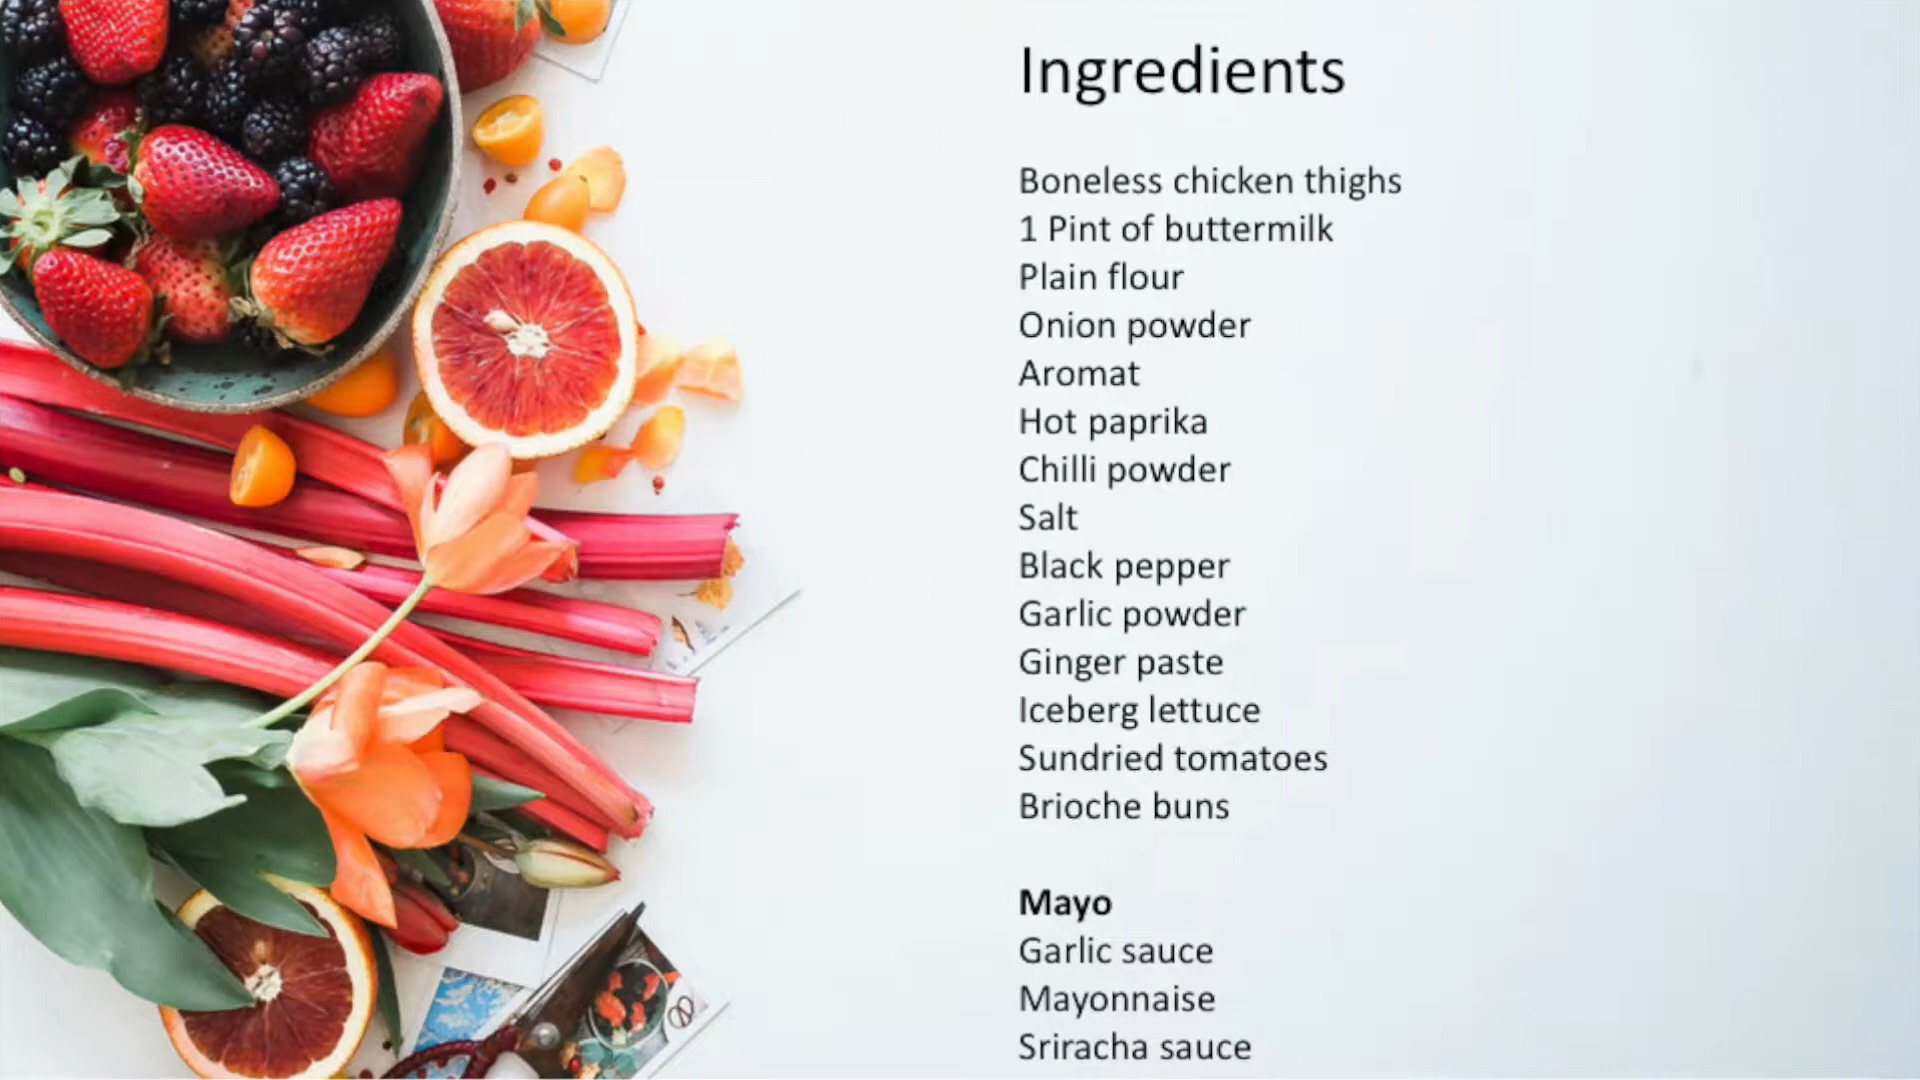 Ingredients
Boneless chicken thighs
1 Pint of buttermilk
Plain flour
Onion powder
Aromat
Hot paprika
Chilli powder
Salt
Black pepper
Garlic powder
Ginger paste
Iceberg lettuce
Sundried tomatoes
Brioche buns
Mayo
Garlic sauce
Mayonnaise
Sriracha sauce